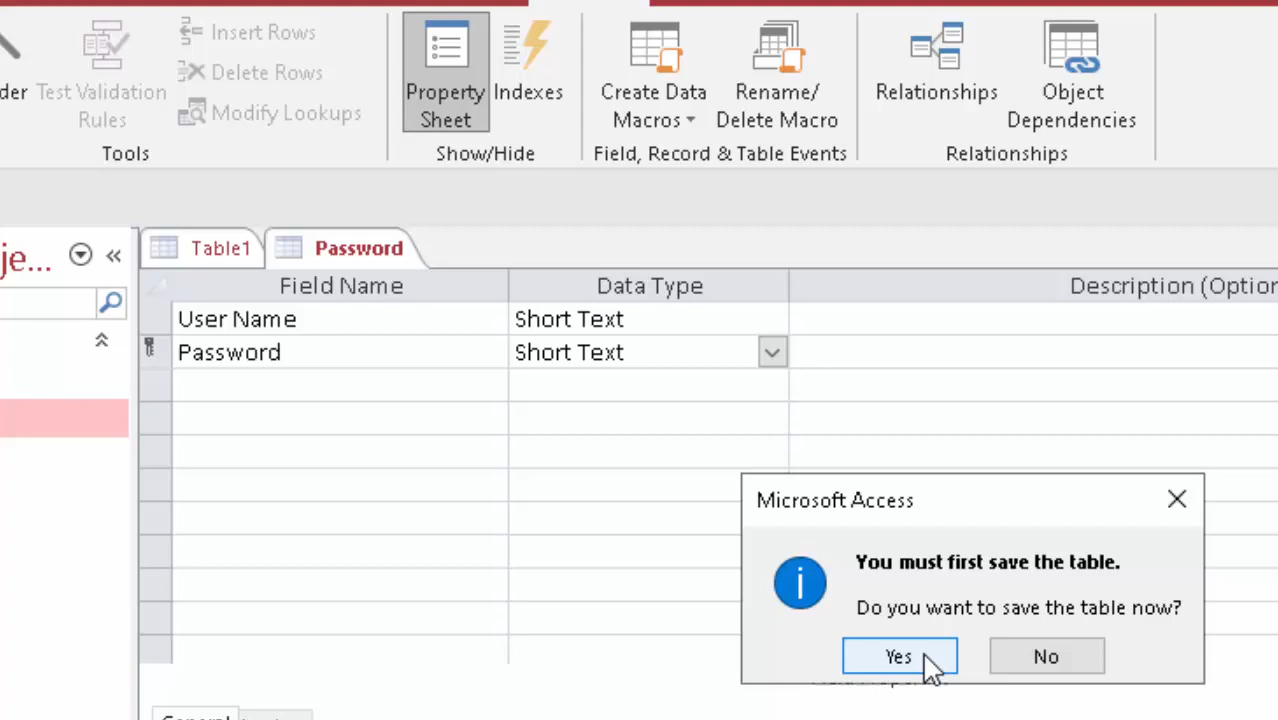 der
Test Validation
Rules
Insert Rows
Delete Rows
Modify Lookups
Tools
Property
Sheet
Indexes
Show/Hide
Create Data
Macros
Rename/
Delete Macro
Field, Record & Table Events
Relationships
Object
Dependencies
Relationships
je...
Table1
Password
Field Name
Data Type
Description (Option
User Name
Short Text
Password
Short Text
Microsoft Access
You must first save the table.
Do you want to save the table now?
Yes
No
General